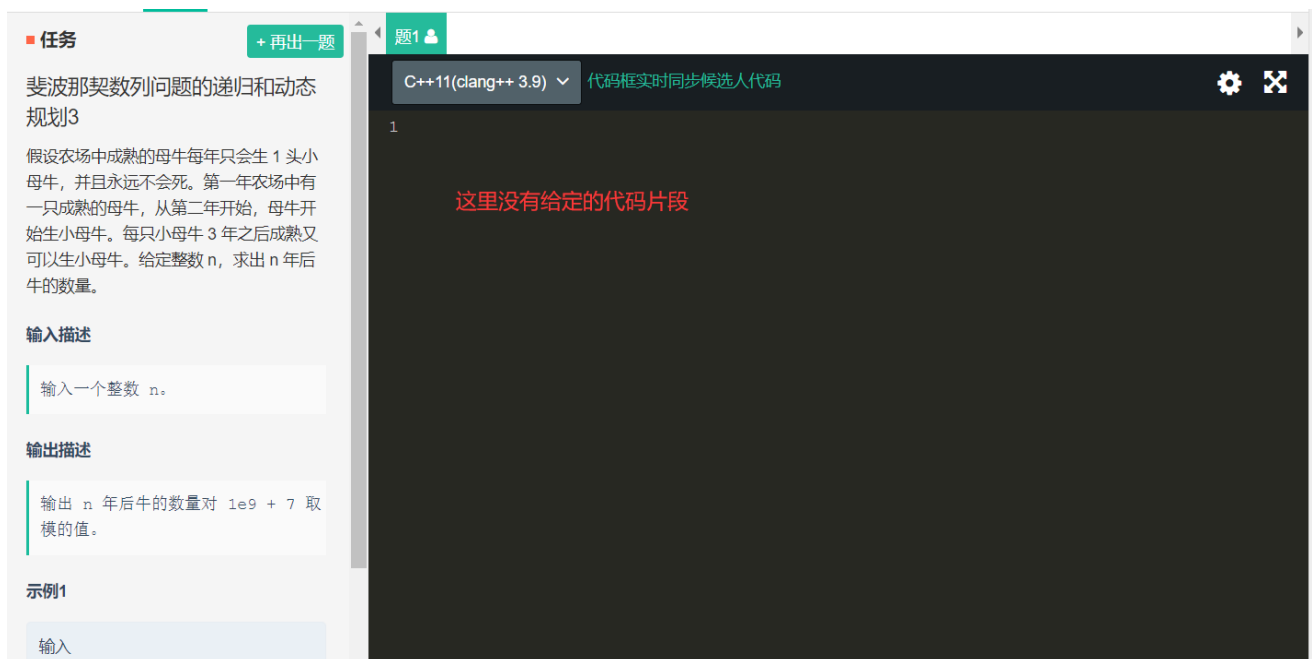 任务
+ 再出一题
斐波那契数列问题的递归和动态
规划3
假设农场中成熟的母牛每年只会生 1 头小
母牛，并且永远不会死。第一年农场中有
一只成熟的母牛，从第二年开始，母牛开
始生小母牛。每只小母牛 3 年之后成熟又
可以生小母牛。给定整数 n，求出 n 年后
牛的数量。
输入描述
输入一个整数 n。
输出描述
输出 n 年后牛的数量对 1e9 + 7 取
模的值。
示例1
输入
题1
C++11(clang++ 3.9)
代码框实时同步候选人代码
1
这里没有给定的代码片段